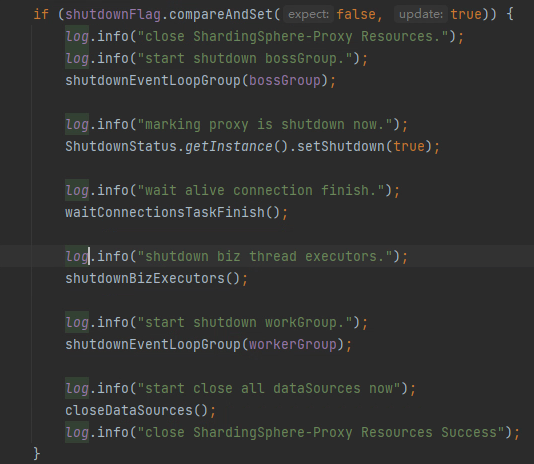 if (shutdownFlag.compareAndSet( expect: false, update: true)) {
log.info("close ShardingSphere-Proxy Resources.");
log.info("start shutdown bossGroup.");
shutdownEventLoopGroup(bossGroup);
log.info("marking proxy is shutdown now.");
ShutdownStatus.getInstance().setShutdown(true);
log.info("wait alive connection finish.");
waitConnectionsTaskFinish();
log.info("shutdown biz thread executors.");
shutdownBizExecutors();
log.info("start shutdown workGroup.");
shutdownEventLoopGroup(workerGroup);
log.info("start close all dataSources now");
closeDataSources();
log.info("close ShardingSphere-Proxy Resources Success");
}